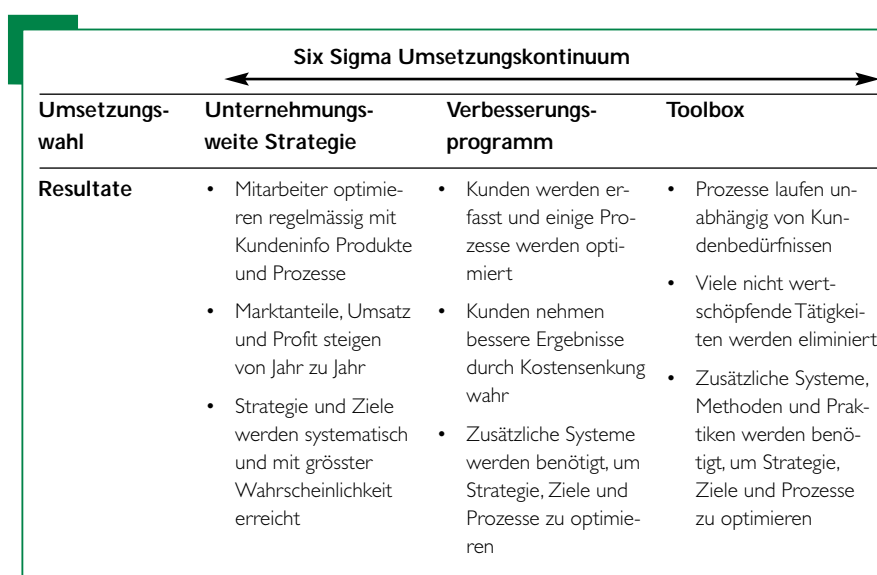 Six Sigma Umsetzungskontinuum
Umsetzungs-
wahl
Unternehmungs-
weite Strategie
Verbesserungs-
programm
Toolbox
Resultate
• Mitarbeiter optimie-
ren regelmässig mit
Kundeninfo Produkte
und Prozesse
• Marktanteile, Umsatz
und Profit steigen
von Jahr zu Jahr
• Strategie und Ziele
werden systematisch
und mit grösster
Wahrscheinlichkeit
erreicht
• Kunden werden er-
fasst und einige Pro-
zesse werden opti-
miert
• Kunden nehmen
bessere Ergebnisse
durch Kostensenkung
wahr
• Zusätzliche Systeme
werden benötigt, um
Strategie, Ziele und
Prozesse zu optimie-
ren
• Prozesse laufen un-
abhängig von Kun-
denbedürfnissen
• Viele nicht wert-
schöpfende Tätigkei-
ten werden eliminiert
• Zusätzliche Systeme,
Methoden und Prak-
tiken werden benö-
tigt, um Strategie,
Ziele und Prozesse
zu optimieren